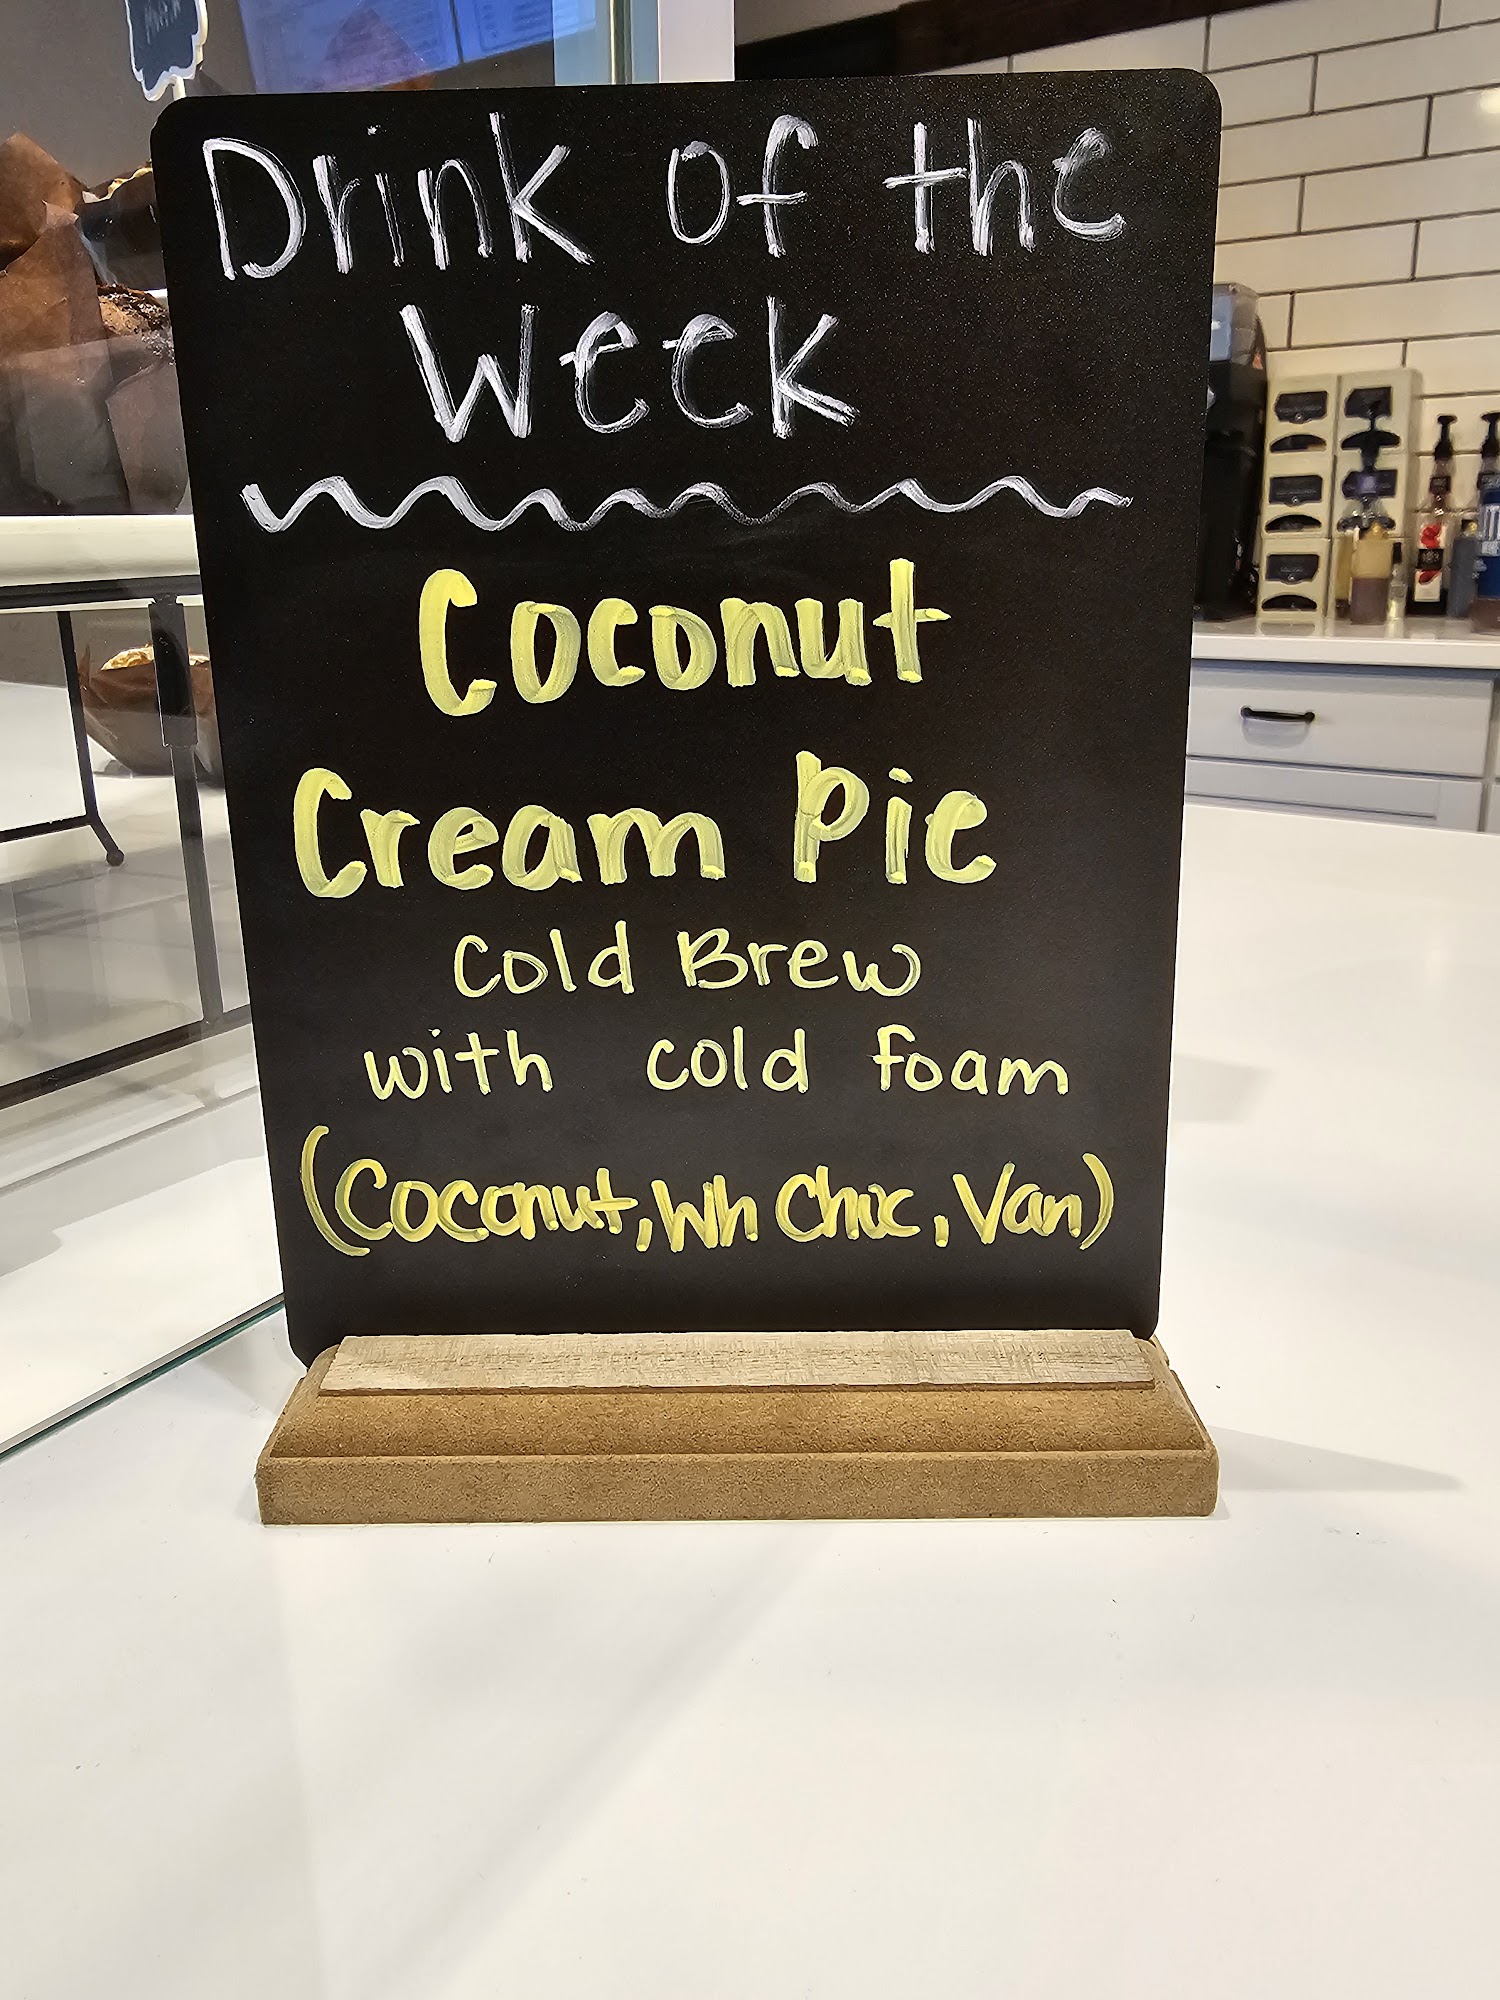 Drink of the
Week
Coconut
Cream Pie
Cold Brew
with cold foam
(Coconut, Wh Choc, Van)